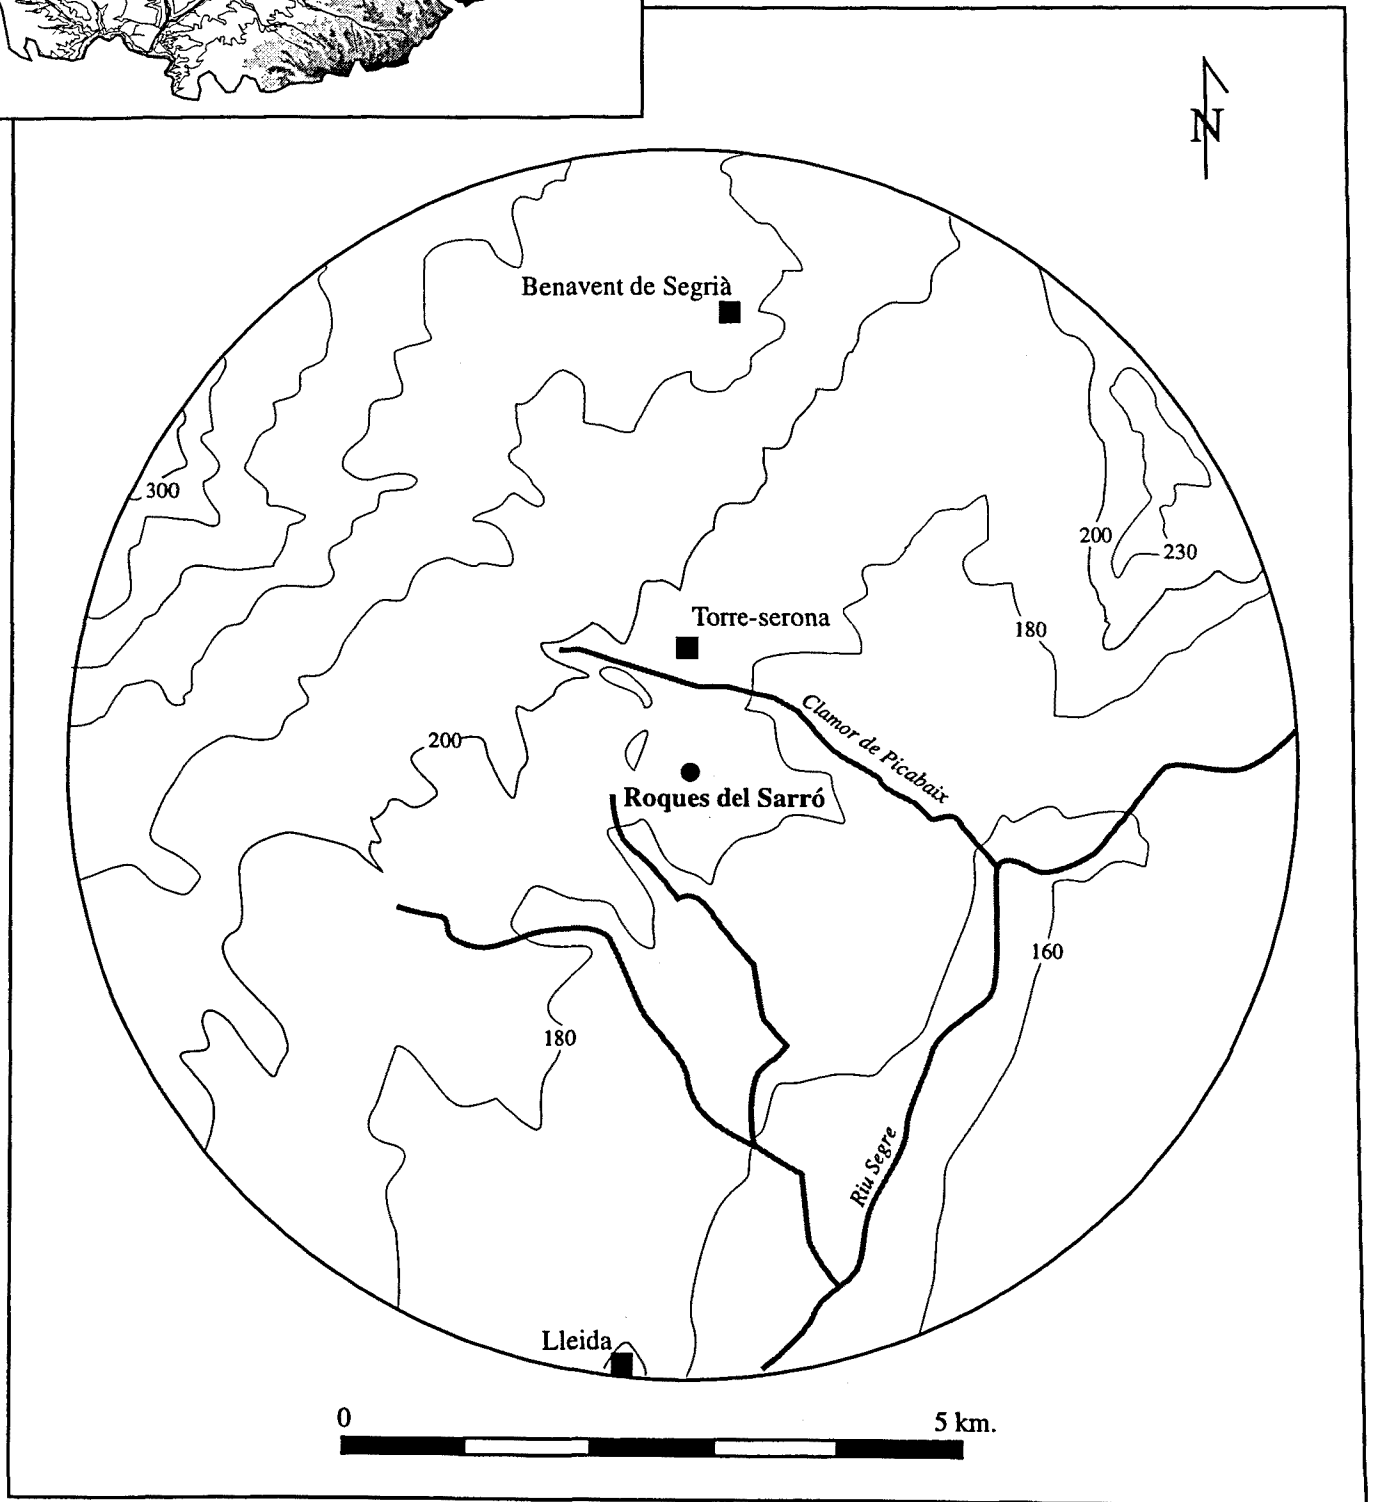 N
Benavent de Segrià
300
200
230
Torre-serona
180
Clamor de Picabaix
200
Roques del Sarró
160
180
Riu Segre
Lleida
0
5 km.